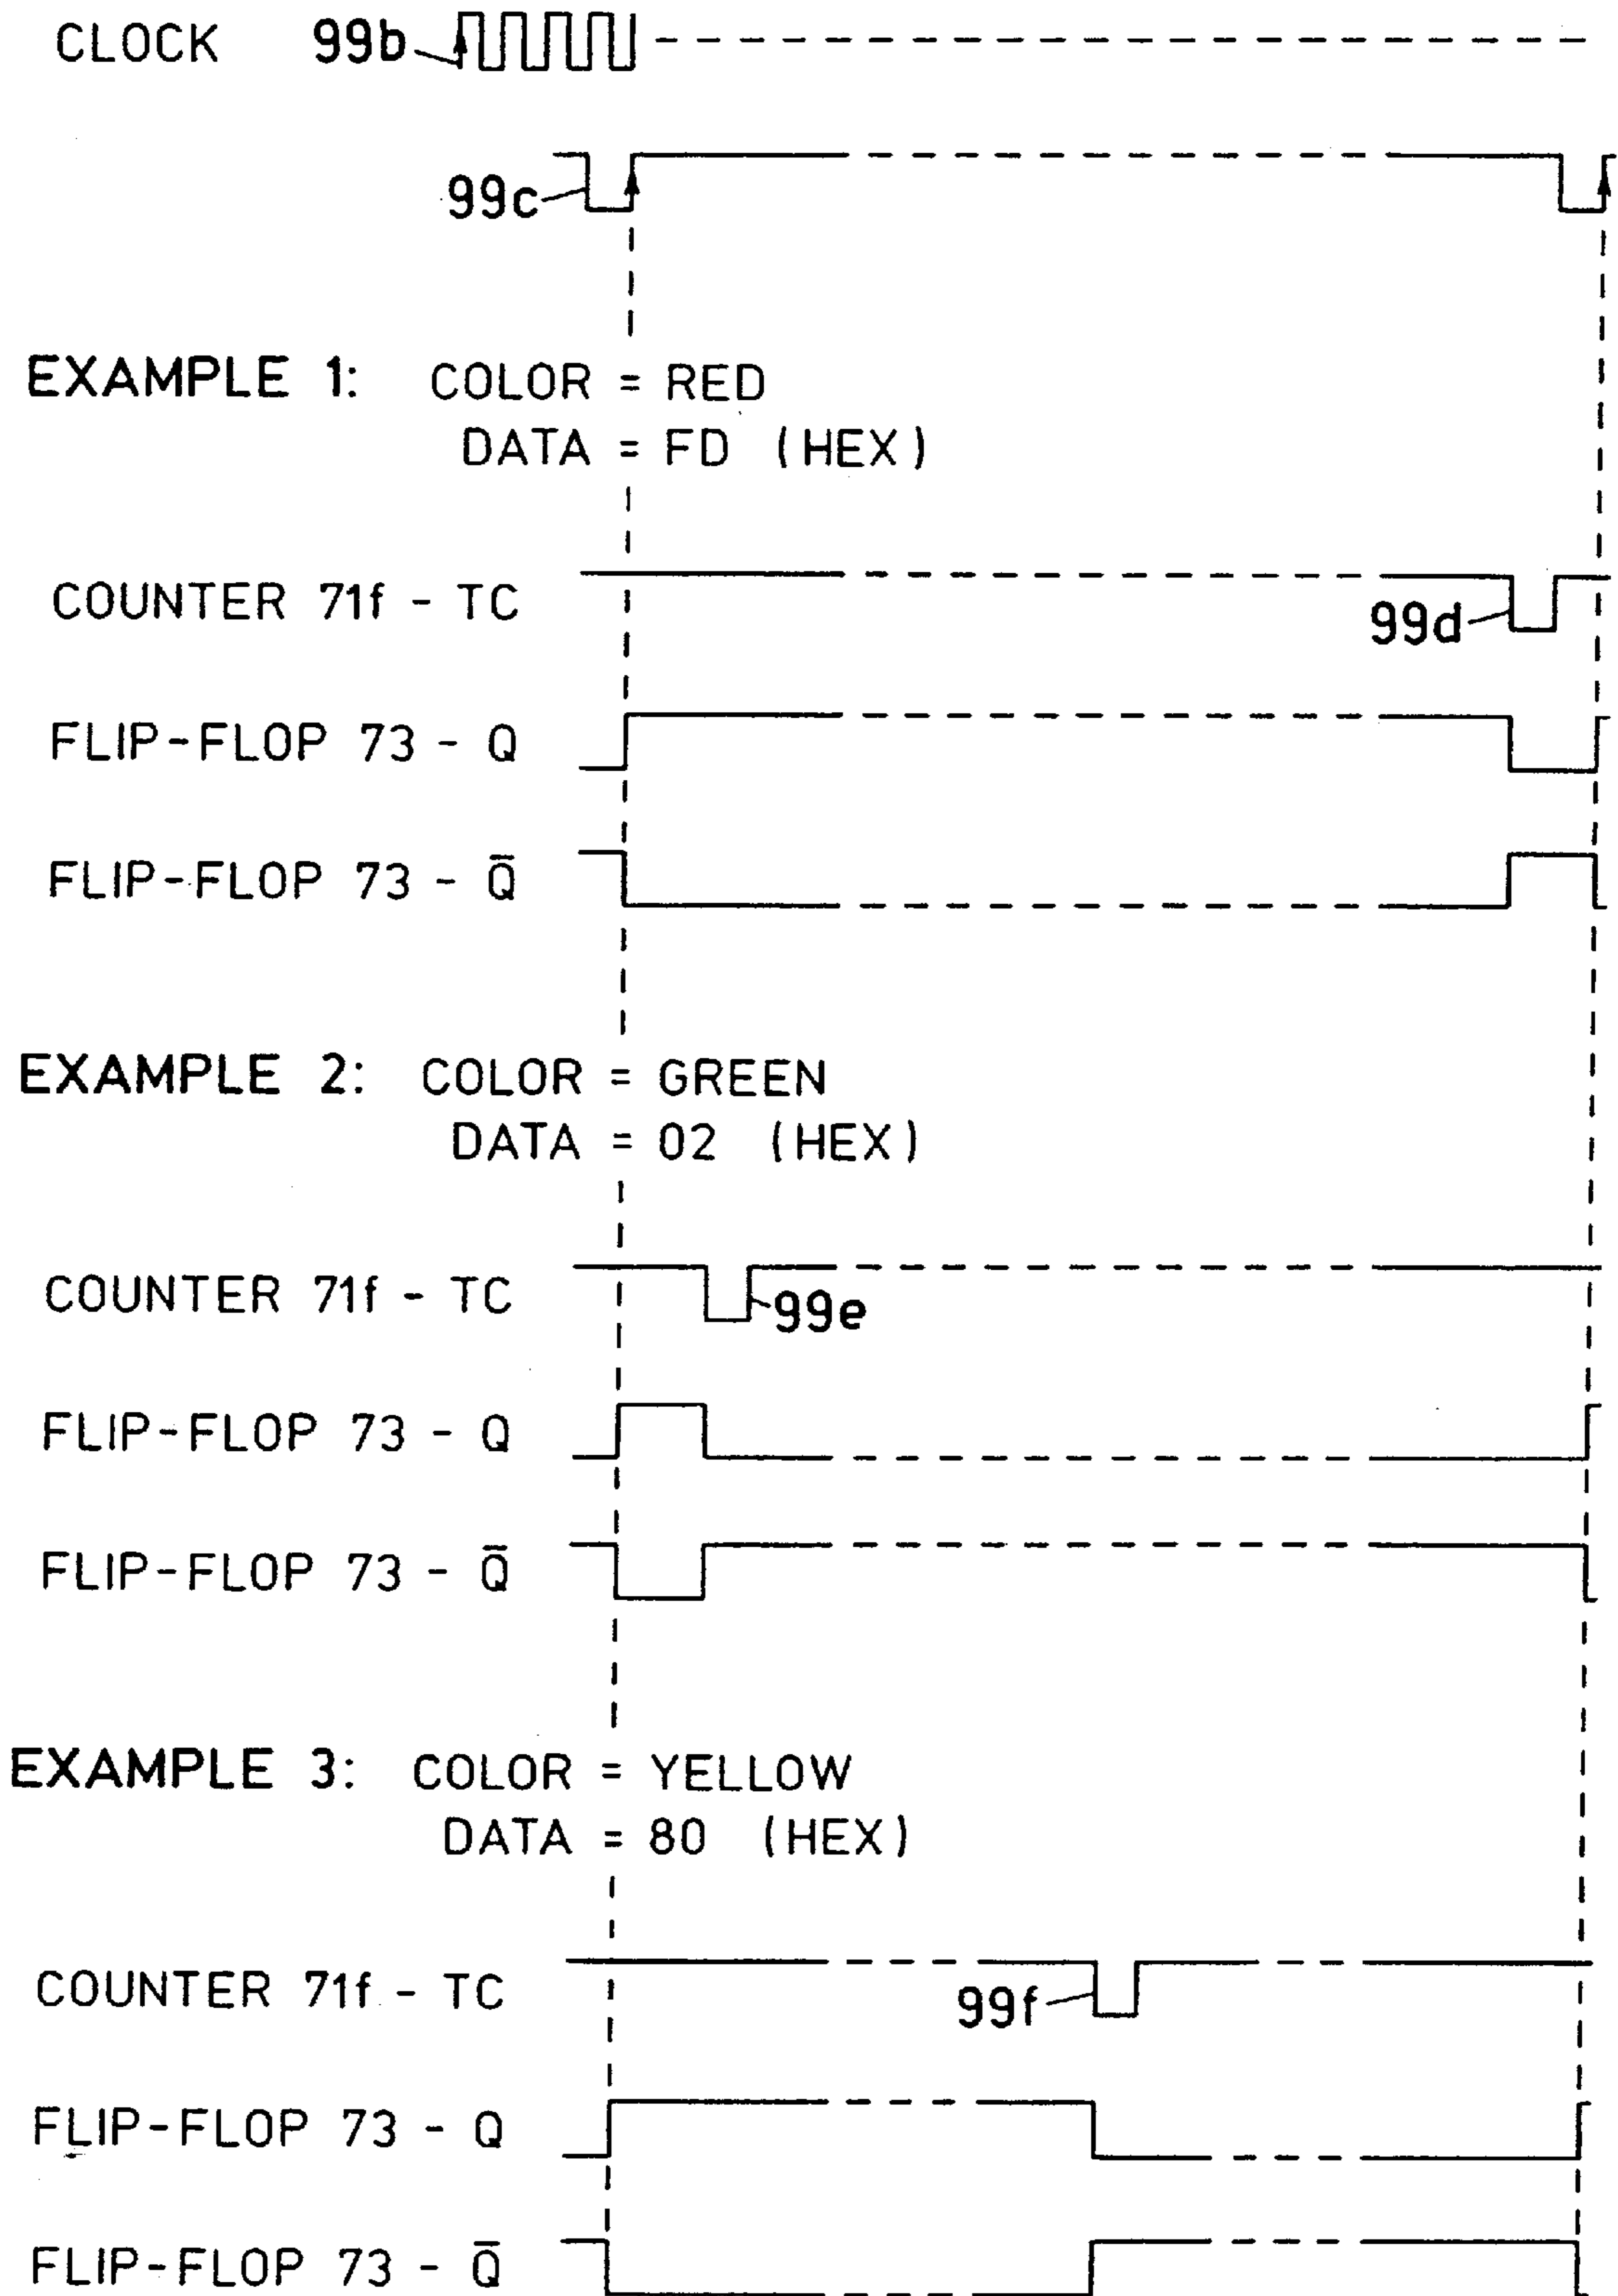 CLOCK 99b
99c
EXAMPLE 1: COLOR = RED
DATA = FD (HEX)
COUNTER 71f - TC 99d
FLIP-FLOP 73 - Q
FLIP-FLOP 73 - Q̅
EXAMPLE 2: COLOR = GREEN
DATA = 02 (HEX)
COUNTER 71f - TC 99e
FLIP-FLOP 73 - Q
FLIP-FLOP 73 - Q̅
EXAMPLE 3: COLOR = YELLOW
DATA = 80 (HEX)
COUNTER 71f - TC 99f
FLIP-FLOP 73 - Q
FLIP-FLOP 73 - Q̅